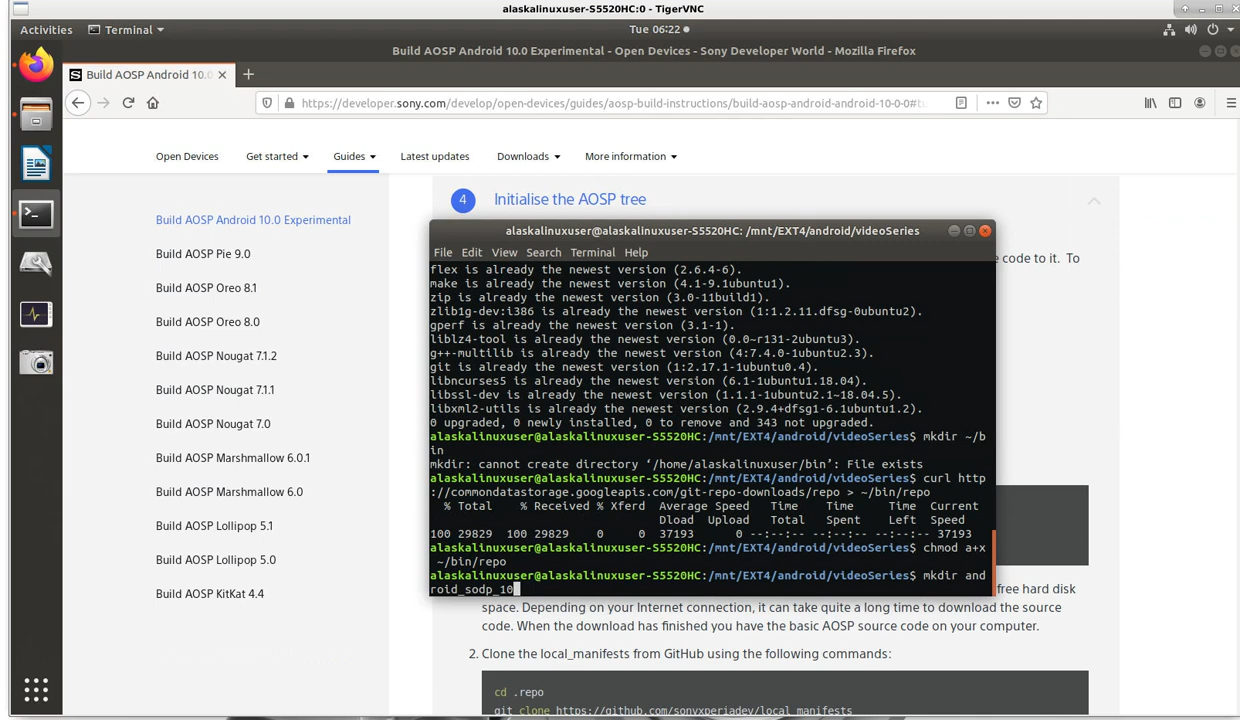 alaskalinuxuser-S5520HC:0 - TigerVNC
Activities
Terminal
Tue 06:22
Build AOSP Android 10.0 Experimental - Open Devices - Sony Developer World - Mozilla Firefox
Build AOSP Android 10.0
https://developer.sony.com/develop/open-devices/guides/aosp-build-instructions/build-aosp-android-android-10-0-0#tu
Open Devices
Get started
Guides
Latest updates
Downloads
More information
Build AOSP Android 10.0 Experimental
Build AOSP Pie 9.0
Build AOSP Oreo 8.1
Build AOSP Oreo 8.0
Build AOSP Nougat 7.1.2
Build AOSP Nougat 7.1.1
Build AOSP Nougat 7.0
Build AOSP Marshmallow 6.0.1
Build AOSP Marshmallow 6.0
Build AOSP Lollipop 5.1
Build AOSP Lollipop 5.0
Build AOSP KitKat 4.4
4 Initialise the AOSP tree
e code to it. To
alaskalinuxuser@alaskalinuxuser-S5520HC: /mnt/EXT4/android/videoSeries
File Edit View Search Terminal Help
flex is already the newest version (2.6.4-6).
make is already the newest version (4.1-9.1ubuntu1).
zip is already the newest version (3.0-11build1).
zlib1g-dev:i386 is already the newest version (1:1.2.11.dfsg-0ubuntu2).
gperf is already the newest version (3.1-1).
liblz4-tool is already the newest version (0.0~r131-2ubuntu3).
g++-multilib is already the newest version (4:7.4.0-1ubuntu2.3).
git is already the newest version (1:2.17.1-1ubuntu0.4).
libncurses5 is already the newest version (6.1-1ubuntu1.18.04).
libssl-dev is already the newest version (1.1.1-1ubuntu2.1~18.04.5).
libxml2-utils is already the newest version (2.9.4+dfsg1-6.1ubuntu1.2).
0 upgraded, 0 newly installed, 0 to remove and 343 not upgraded.
alaskalinuxuser@alaskalinuxuser-S5520HC:/mnt/EXT4/android/videoSeries$ mkdir ~/b
in
mkdir: cannot create directory ‘/home/alaskalinuxuser/bin’: File exists
alaskalinuxuser@alaskalinuxuser-S5520HC:/mnt/EXT4/android/videoSeries$ curl http
://commondatastorage.googleapis.com/git-repo-downloads/repo > ~/bin/repo
% Total % Received % Xferd Average Speed Time Time Time Current
Dload Upload Total Spent Left Speed
100 29829 100 29829 0 0 37193 0 --:--:-- --:--:-- --:--:-- 37193
alaskalinuxuser@alaskalinuxuser-S5520HC:/mnt/EXT4/android/videoSeries$ chmod a+x
~/bin/repo
alaskalinuxuser@alaskalinuxuser-S5520HC:/mnt/EXT4/android/videoSeries$ mkdir and
roid_sodp_10
free hard disk
space. Depending on your Internet connection, it can take quite a long time to download the source
code. When the download has finished you have the basic AOSP source code on your computer.
2. Clone the local_manifests from GitHub using the following commands:
cd .repo
git clone https://github.com/sonyxperiadev/local_manifests